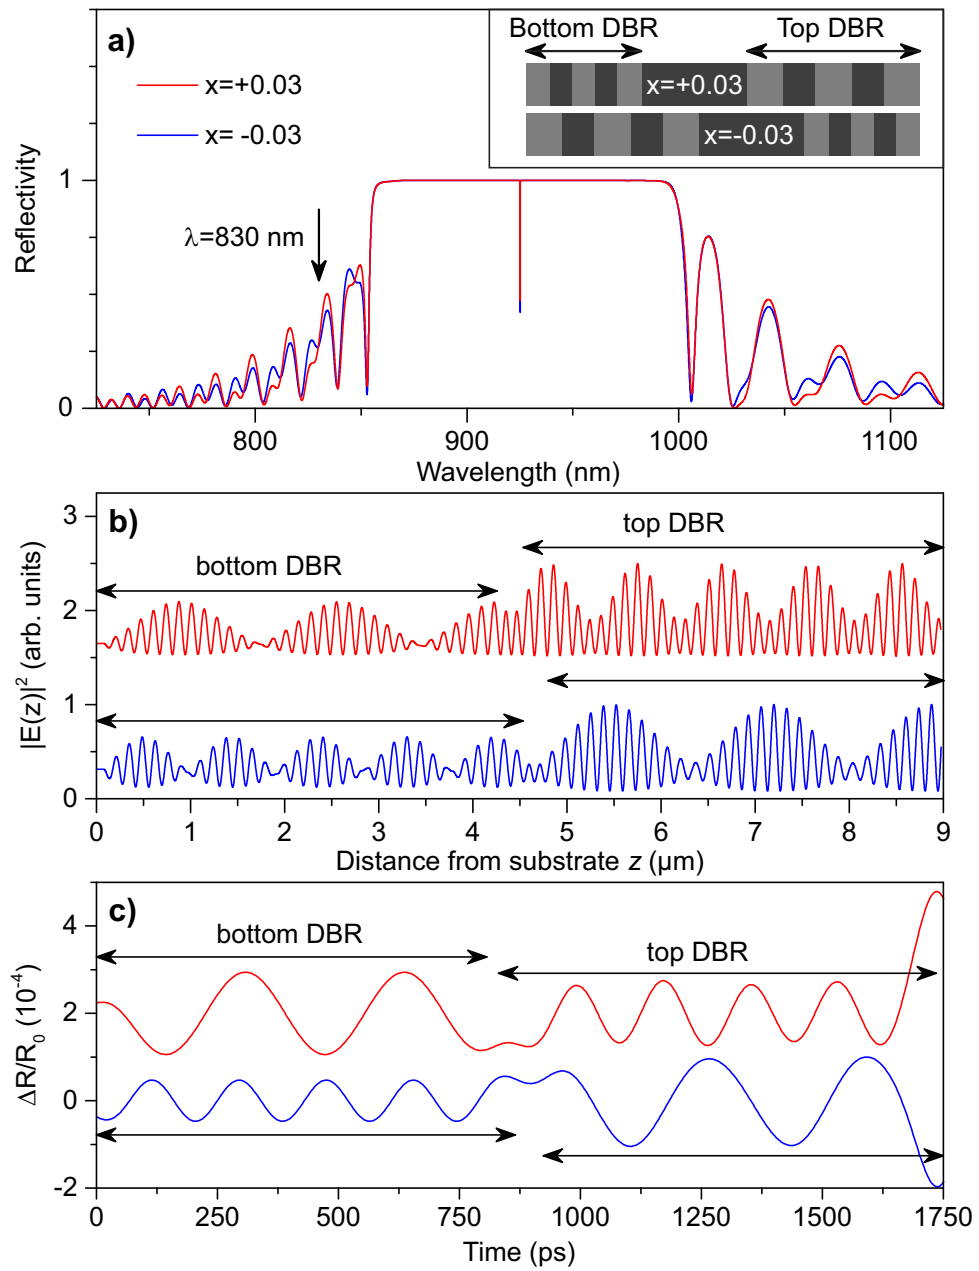 a)
x=+0.03
x= -0.03
Bottom DBR
Top DBR
x=+0.03
x=-0.03
λ=830 nm
Reflectivity
1
0
800
900
1000
1100
Wavelength (nm)
b)
bottom DBR
top DBR
|E(z)|² (arb. units)
3
2
1
0
0
1
2
3
4
5
6
7
8
9
Distance from substrate z (μm)
c)
bottom DBR
top DBR
ΔR/R₀ (10⁻⁴)
4
2
0
-2
0
250
500
750
1000
1250
1500
1750
Time (ps)